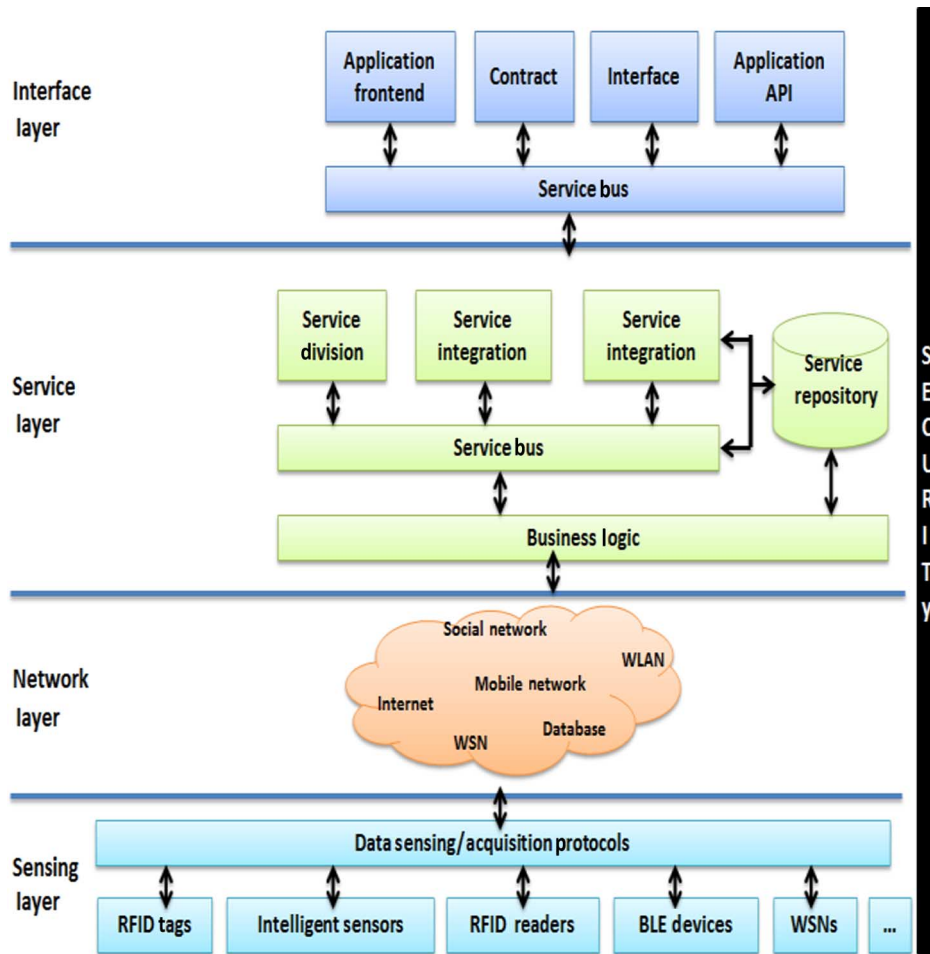 Interface
layer
Application
frontend
Contract
Interface
Application
API
Service bus
Service
layer
Service
division
Service
integration
Service
integration
Service
repository
Service bus
Business logic
Network
layer
Social network
WLAN
Mobile network
Internet
Database
WSN
Sensing
layer
Data sensing/acquisition protocols
RFID tags
Intelligent sensors
RFID readers
BLE devices
WSNs
...
S
E
C
U
R
I
T
y